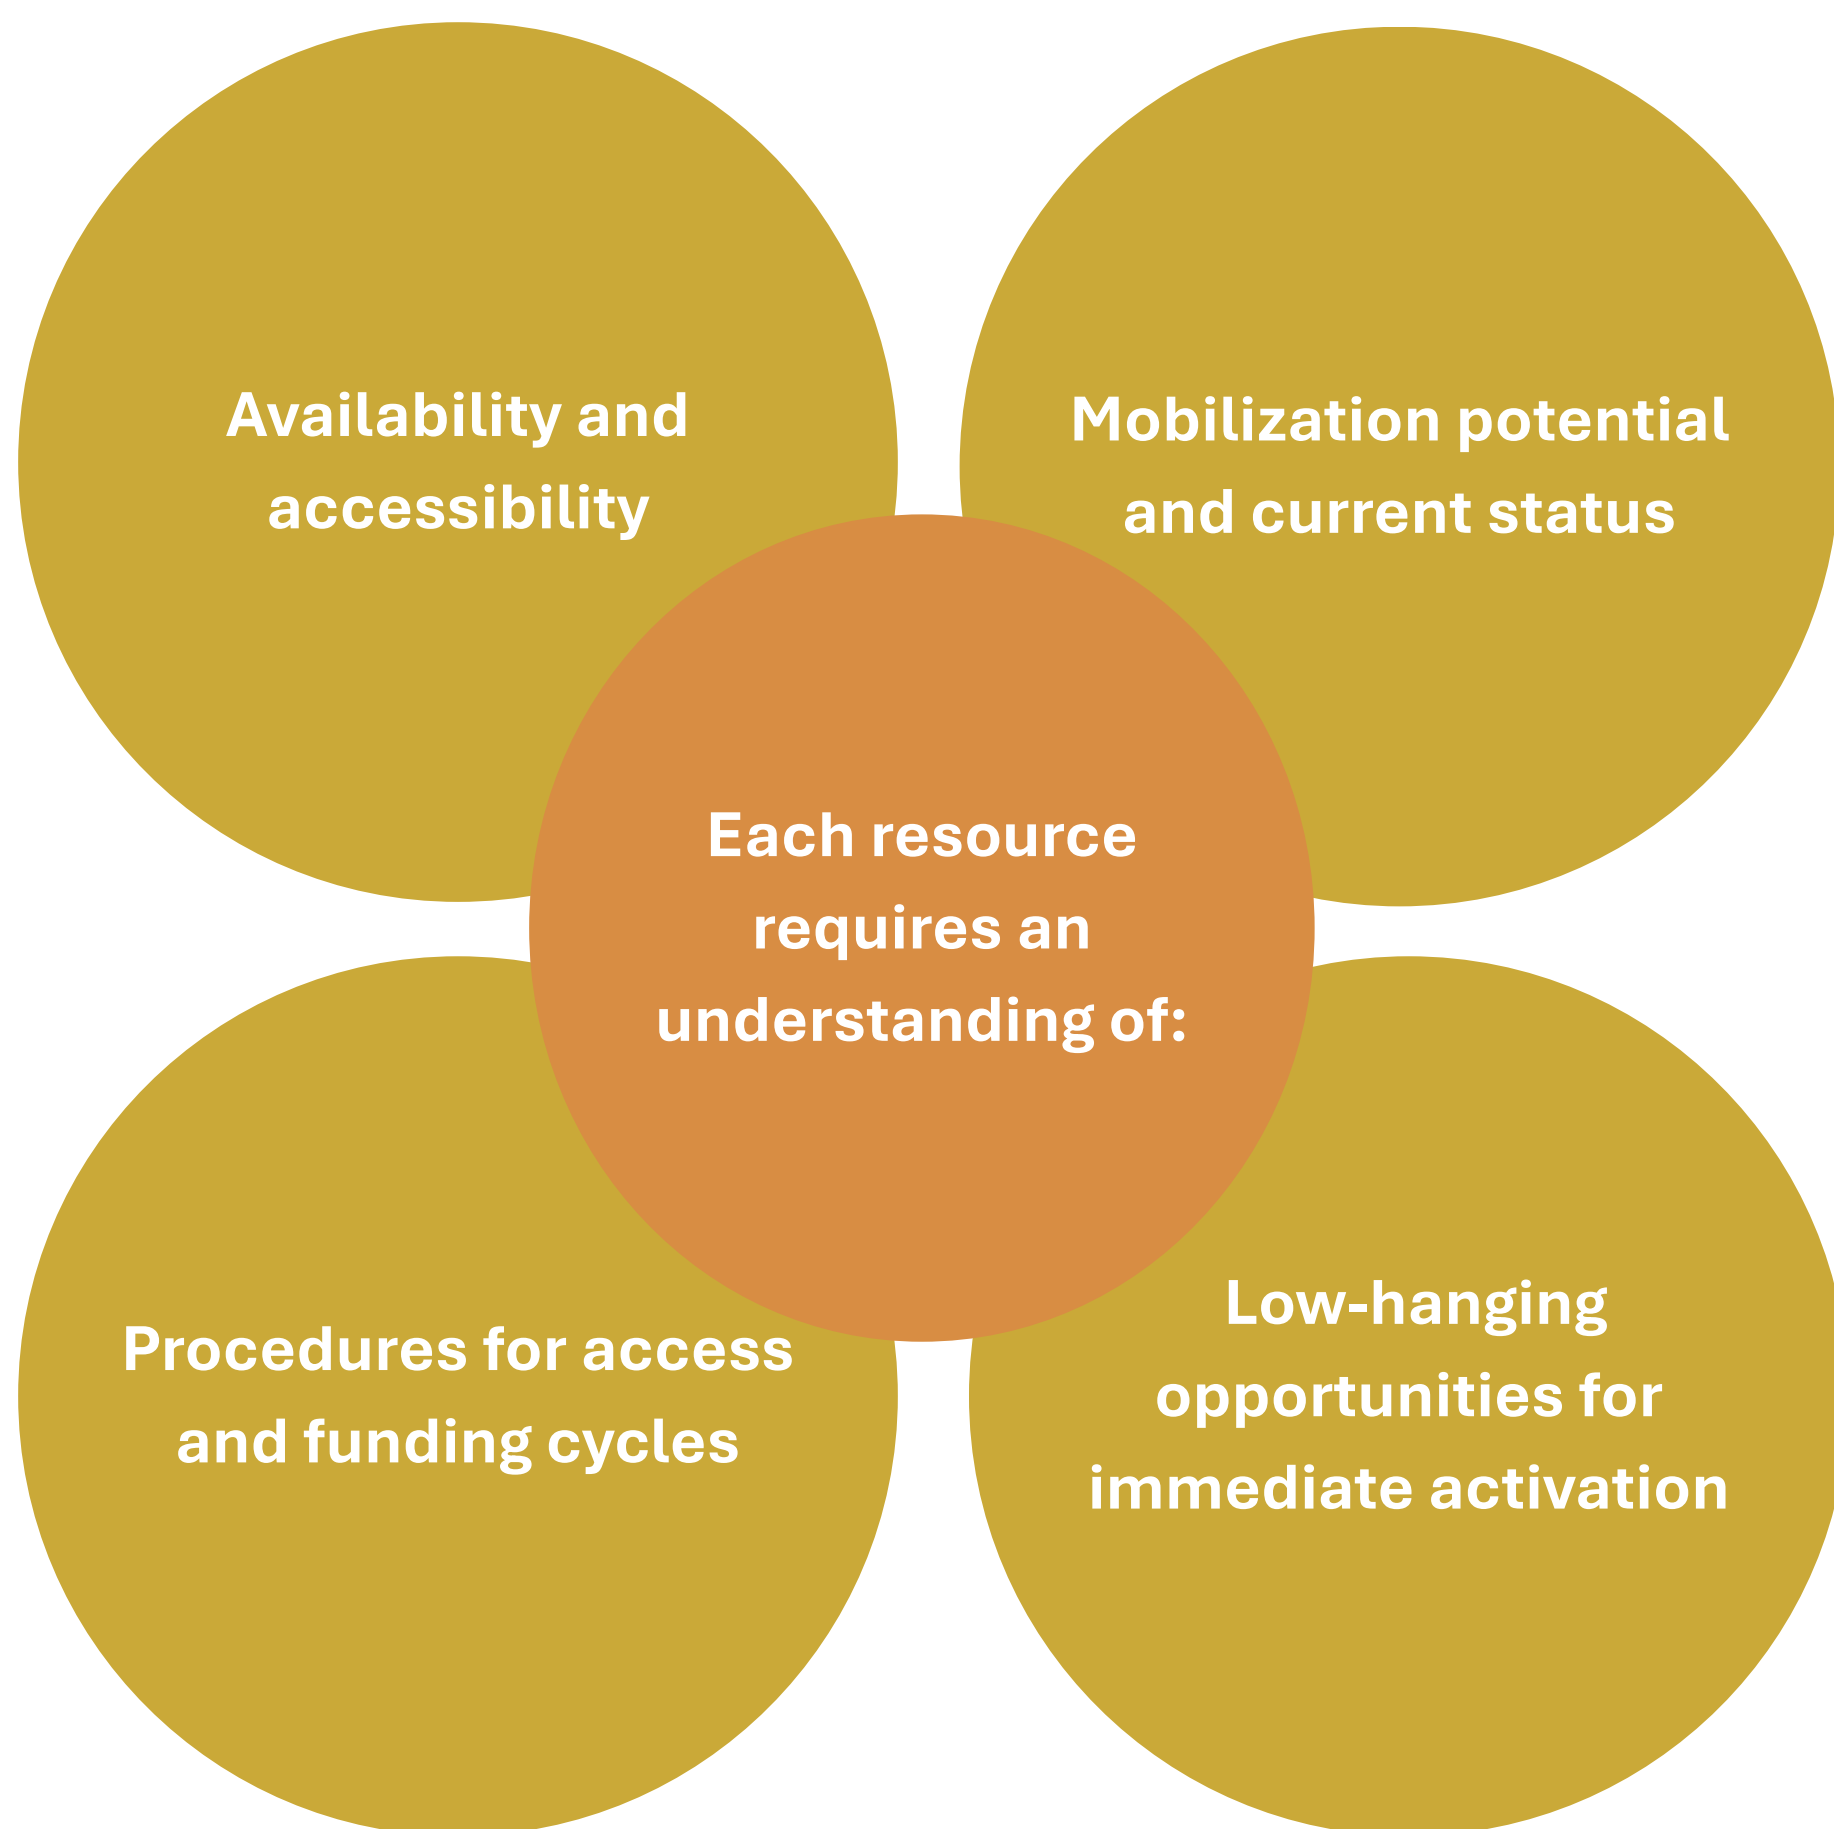 Availability and
accessibility
Mobilization potential
and current status
Each resource
requires an
understanding of:
Procedures for access
and funding cycles
Low-hanging
opportunities for
immediate activation